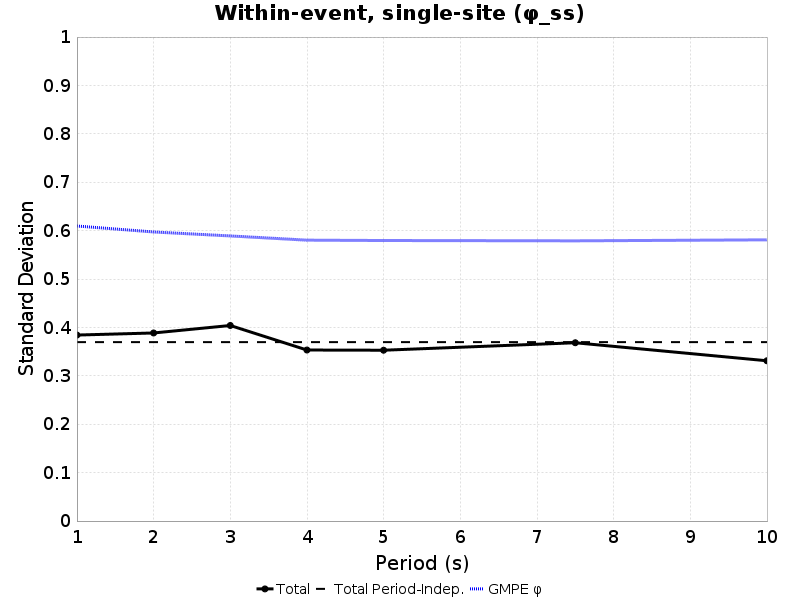 Within-event, single-site (φ_ss)
1
0.9
0.8
0.7
0.6
0.5
0.4
0.3
0.2
0.1
0
Standard Deviation
1 2 3 4 5 6 7 8 9 10
Period (s)
Total Total Period-Indep. GMPE φ